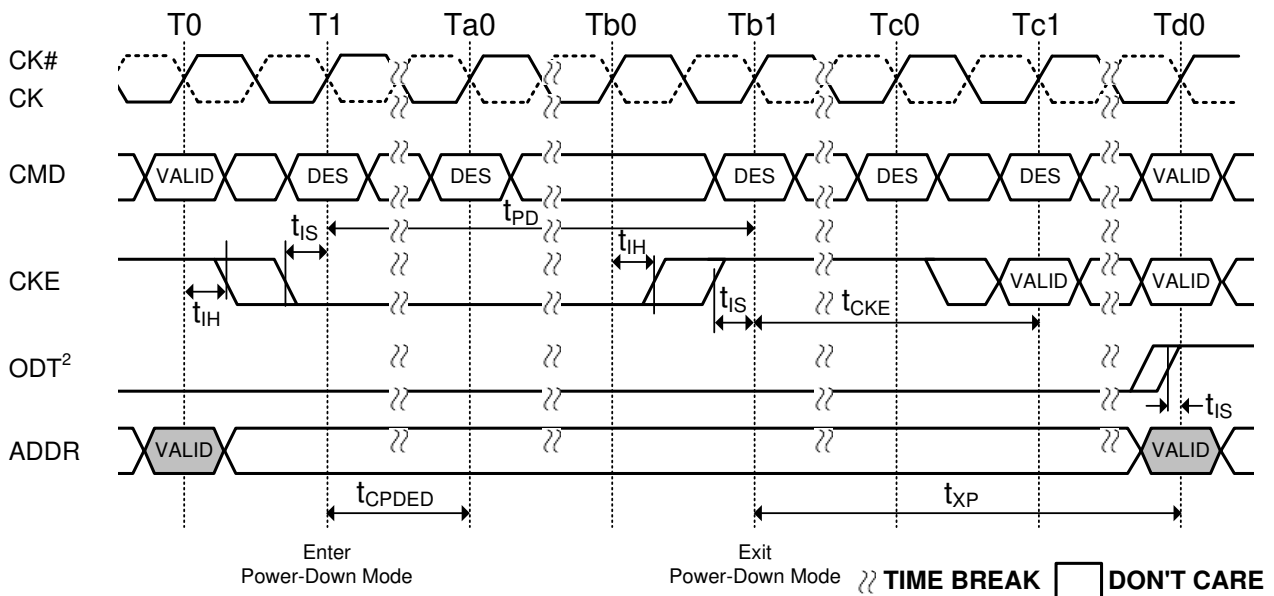 T0 T1 Ta0 Tb0 Tb1 Tc0 Tc1 Td0
CK#
CK
CMD VALID DES DES DES DES DES VALID
tPD
tIS tIH
CKE VALID VALID
tIH tIS tCKE
ODT2
tIS
ADDR VALID VALID
tCPDED tXP
Enter
Power-Down Mode
Exit
Power-Down Mode
TIME BREAK DON'T CARE